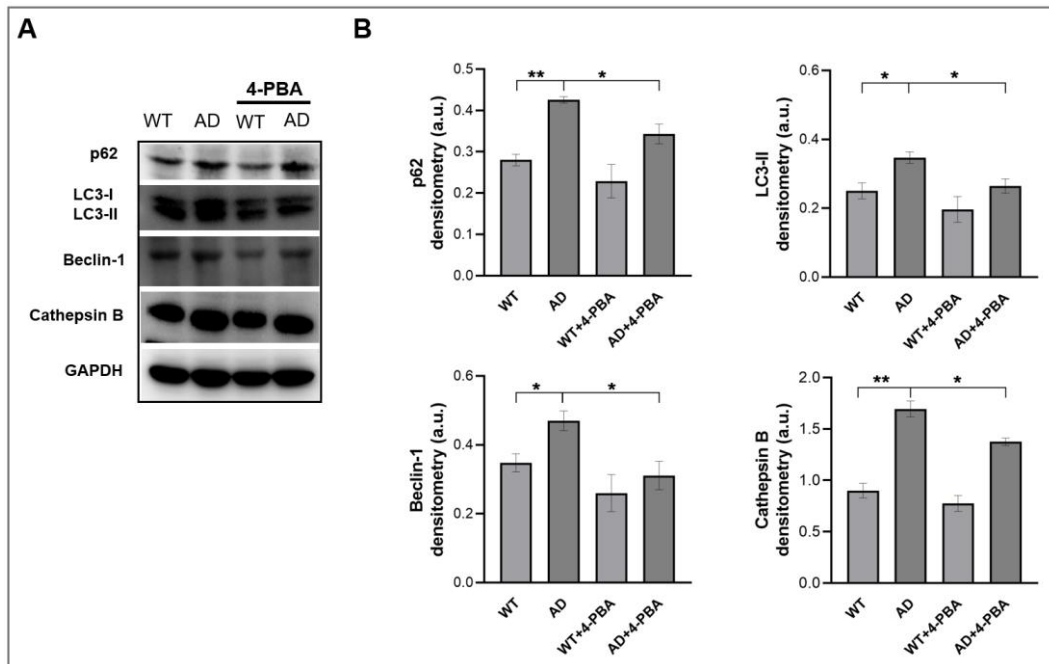 A
4-PBA
WT AD WT AD
p62
LC3-I
LC3-II
Beclin-1
Cathepsin B
GAPDH
B
p62
densitometry (a.u.)
0.5
0.4
0.3
0.2
0.1
0.0
** *
WT AD WT+4-PBA AD+4-PBA
LC3-II
densitometry (a.u.)
0.6
0.4
0.2
0.0
* *
WT AD WT+4-PBA AD+4-PBA
Beclin-1
densitometry (a.u.)
0.6
0.4
0.2
0.0
* *
WT AD WT+4-PBA AD+4-PBA
Cathepsin B
densitometry (a.u.)
2.0
1.5
1.0
0.5
0.0
** *
WT AD WT+4-PBA AD+4-PBA